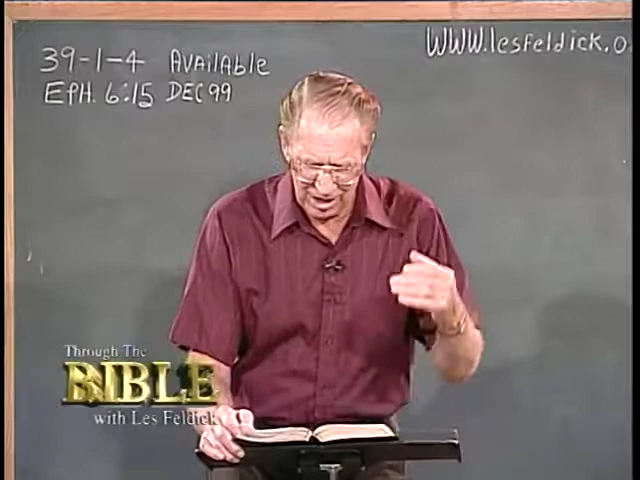 39-1-4 AVAILABLE
EPH. 6:15 DEC 99
WWW.lesfeldick.o
Through The
BIBLE
with Les Feldick